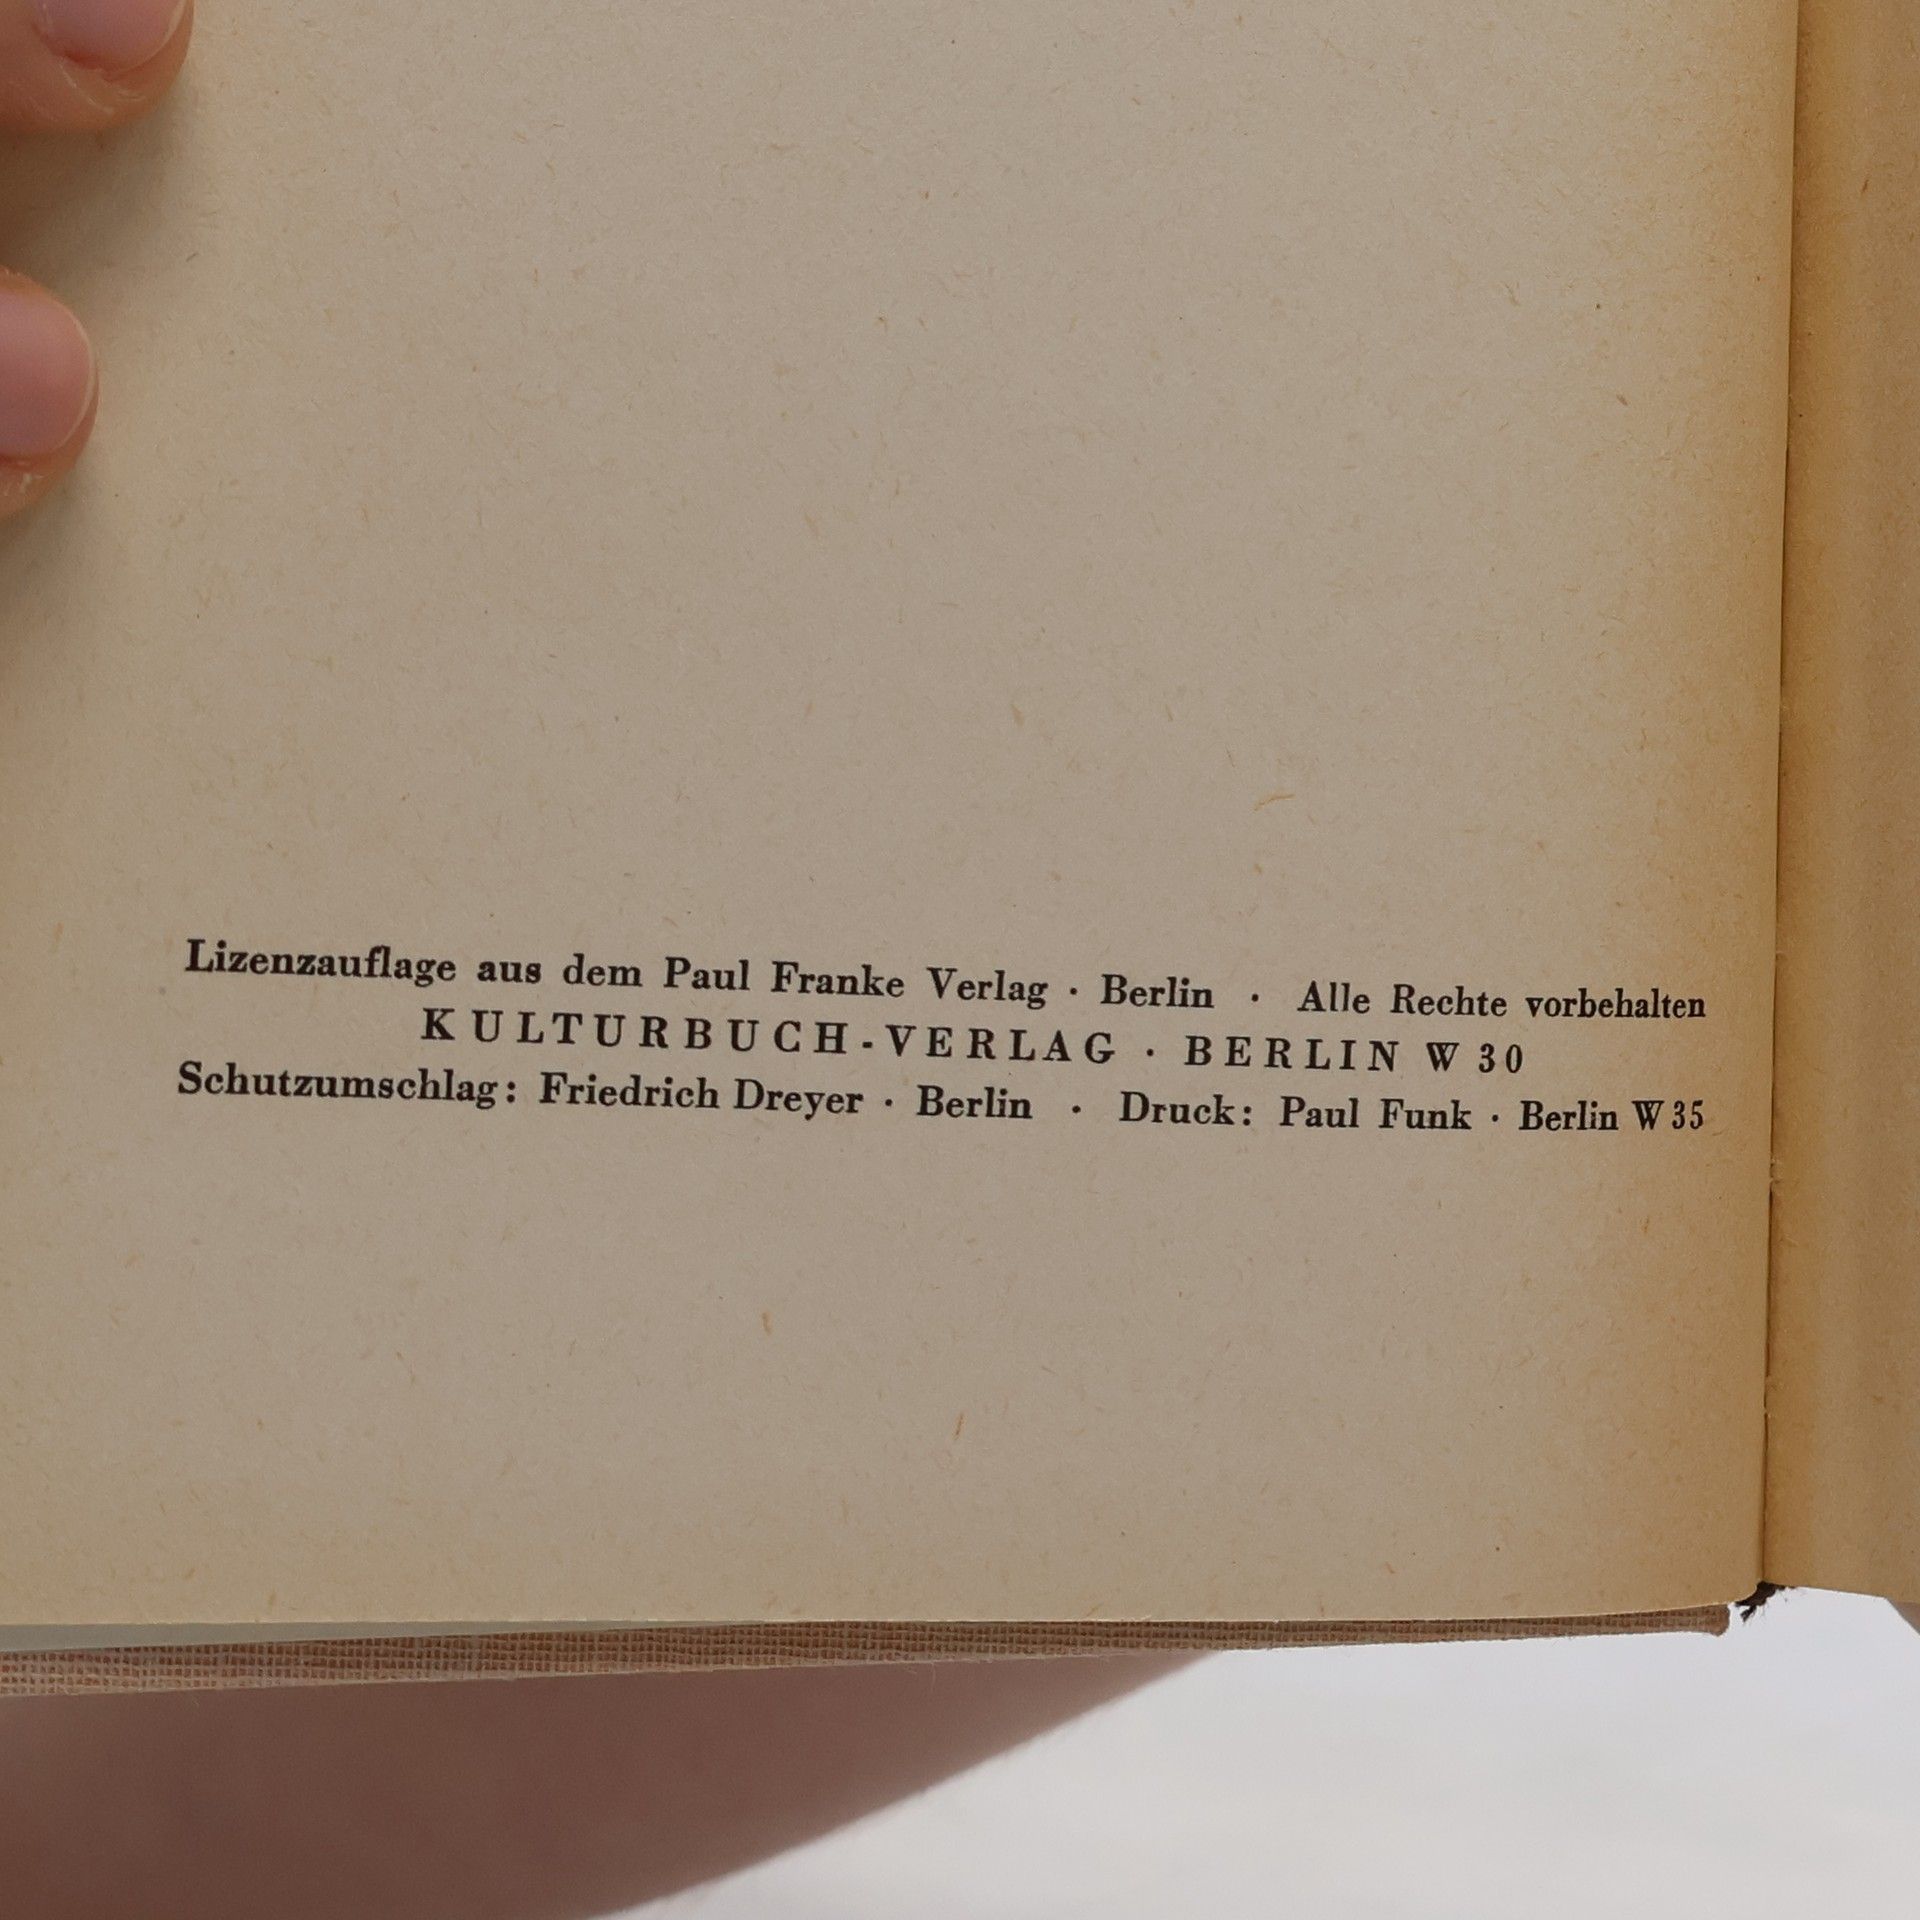 Lizenzauflage aus dem Paul Franke Verlag · Berlin · Alle Rechte vorbehalten
KULTURBUCH-VERLAG · BERLIN W 30
Schutzumschlag: Friedrich Dreyer · Berlin · Druck: Paul Funk · Berlin W 35